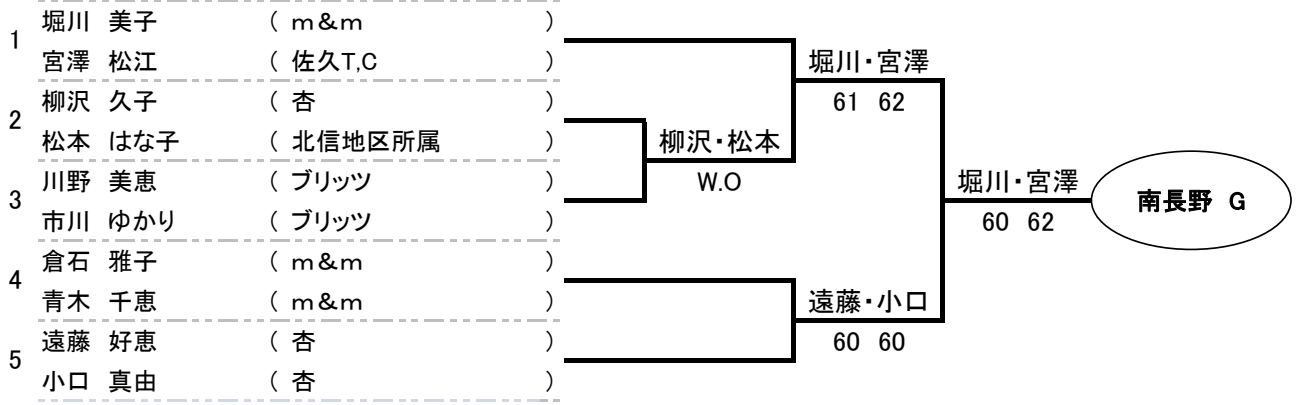 1
堀川 美子 ( m&m )
宮澤 松江 ( 佐久T,C )
2
柳沢 久子 ( 杏 )
松本 はな子 ( 北信地区所属 )
3
川野 美恵 ( ブリッツ )
市川 ゆかり ( ブリッツ )
4
倉石 雅子 ( m&m )
青木 千恵 ( m&m )
5
遠藤 好恵 ( 杏 )
小口 真由 ( 杏 )
柳沢・松本
W.O
堀川・宮澤
61 62
遠藤・小口
60 60
堀川・宮澤
60 62
南長野 G